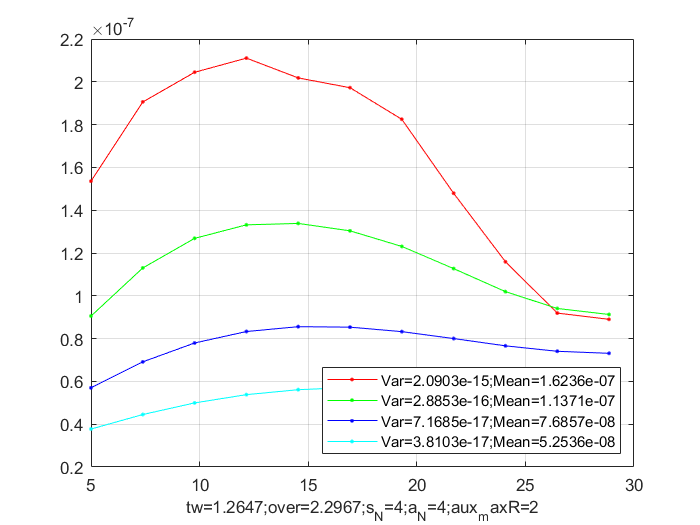 ×10-7
2.2
2
1.8
1.6
1.4
1.2
1
0.8
0.6
0.4
0.2
Var=2.0903e-15;Mean=1.6236e-07
Var=2.8853e-16;Mean=1.1371e-07
Var=7.1685e-17;Mean=7.6857e-08
Var=3.8103e-17;Mean=5.2536e-08
5 10 15 20 25 30
tw=1.2647;over=2.2967;sN=4;aN=4;auxmaxR=2